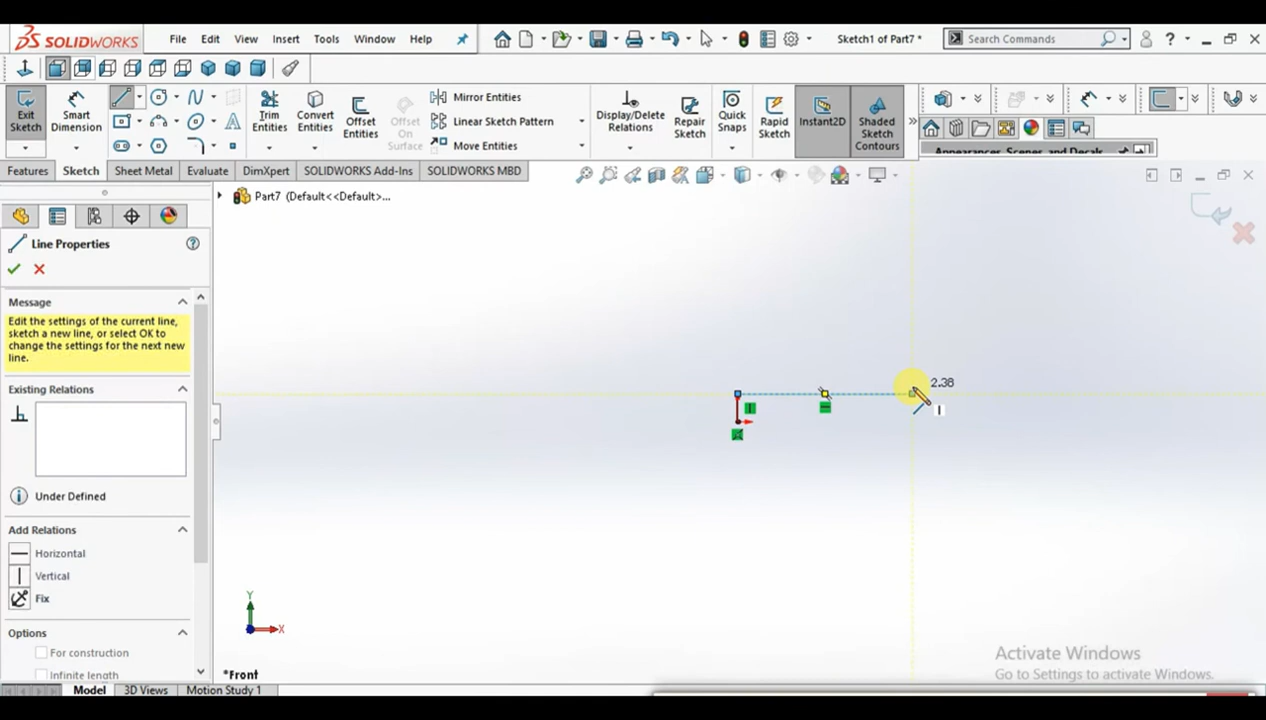 SOLIDWORKS File Edit View Insert Tools Window Help Sketch1 of Part7 * Search Commands ?
Exit Sketch
Smart Dimension
Trim Entities
Convert Entities
Offset Entities
Offset On Surface
Mirror Entities
Linear Sketch Pattern
Move Entities
Display/Delete Relations
Repair Sketch
Quick Snaps
Rapid Sketch
Instant2D
Shaded Sketch Contours
Appearances, Scenes, and Decals
Features Sketch Sheet Metal Evaluate DimXpert SOLIDWORKS Add-Ins SOLIDWORKS MBD
Part7 (Default<<Default>...
Line Properties
Message
Edit the settings of the current line,
sketch a new line, or select OK to
change the settings for the next new
line.
Existing Relations
Under Defined
Add Relations
Horizontal
Vertical
Fix
Options
For construction
Infinite length
2.38
Y
X
*Front
Activate Windows
Go to Settings to activate Windows.
Model 3D Views Motion Study 1